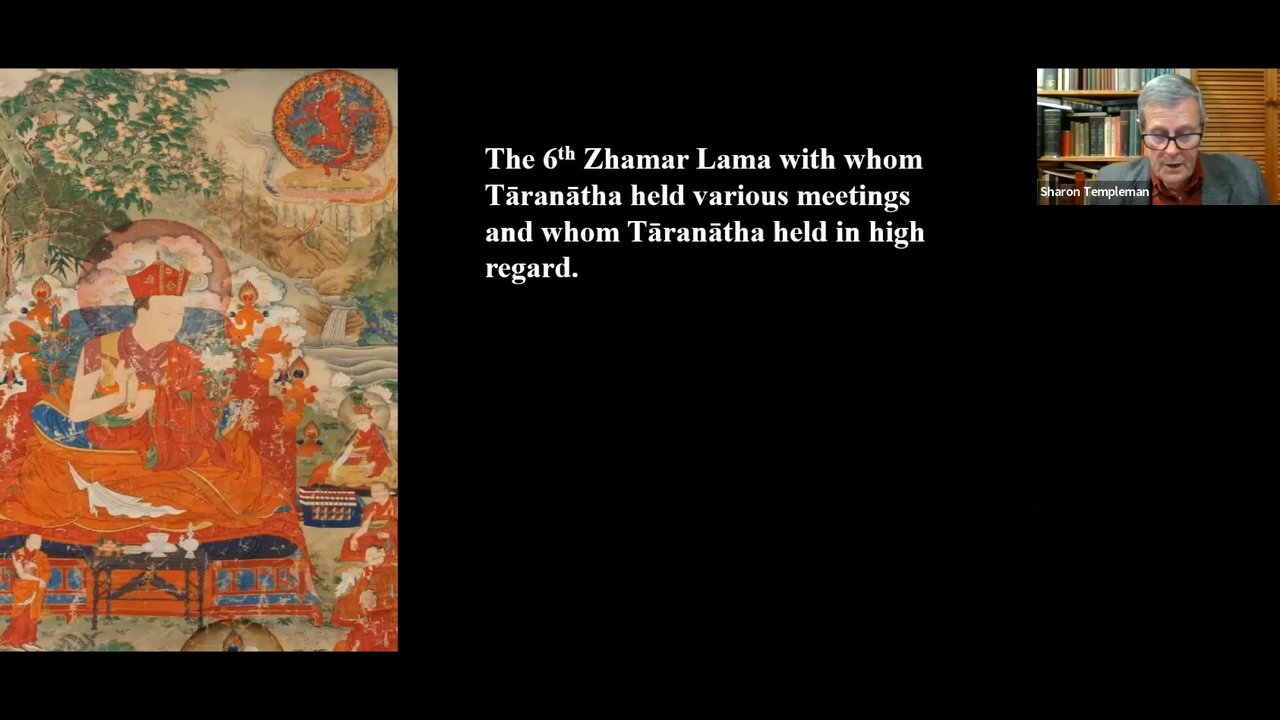 The 6th Zhamar Lama with whom
Tāranātha held various meetings
and whom Tāranātha held in high
regard.
Sharon Templeman